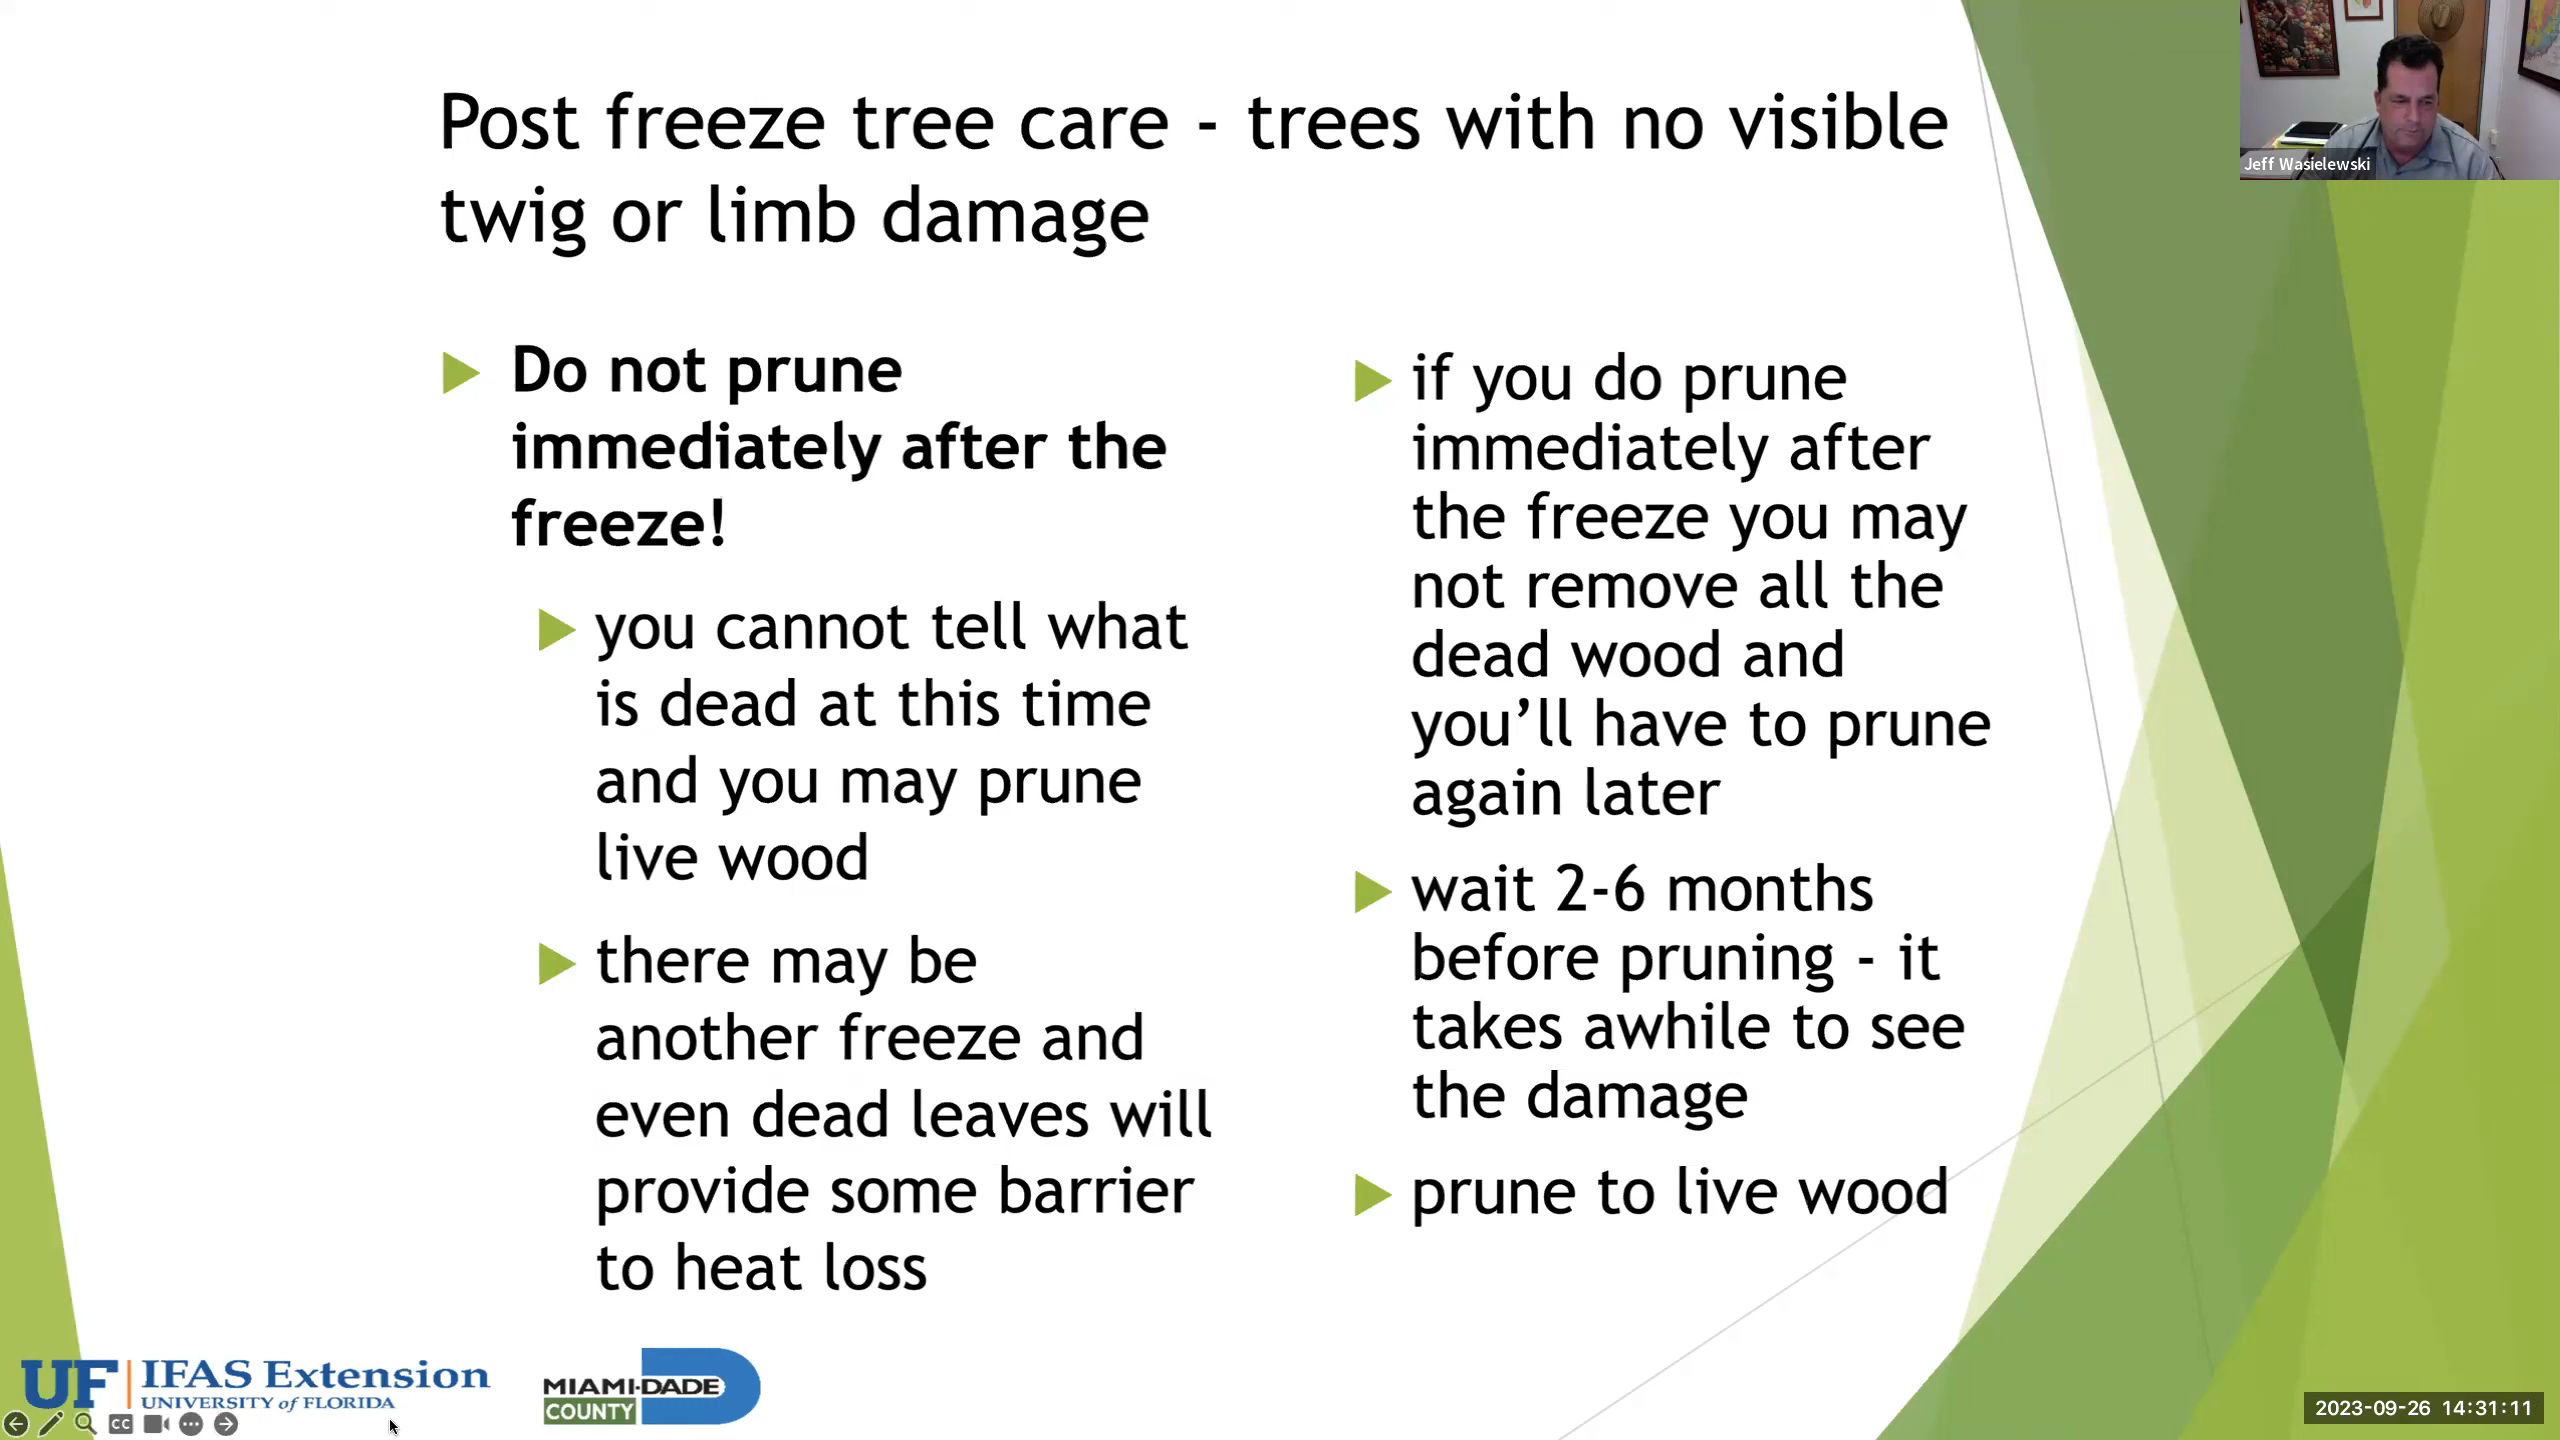 Post freeze tree care - trees with no visible
twig or limb damage
Do not prune
immediately after the
freeze!
you cannot tell what
is dead at this time
and you may prune
live wood
there may be
another freeze and
even dead leaves will
provide some barrier
to heat loss
if you do prune
immediately after
the freeze you may
not remove all the
dead wood and
you’ll have to prune
again later
wait 2-6 months
before pruning - it
takes awhile to see
the damage
prune to live wood
Jeff Wasielewski
UF IFAS Extension
UNIVERSITY of FLORIDA
MIAMI-DADE
COUNTY
CC
2023-09-26 14:31:11